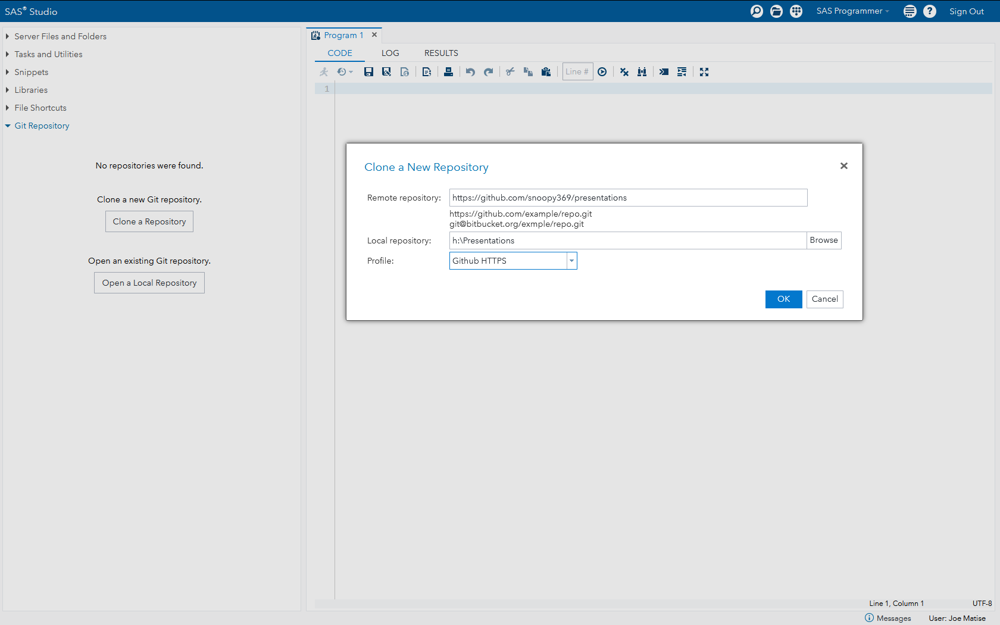 SAS® Studio
SAS Programmer
Sign Out
Server Files and Folders
Tasks and Utilities
Snippets
Libraries
File Shortcuts
Git Repository
No repositories were found.
Clone a new Git repository.
Clone a Repository
Open an existing Git repository.
Open a Local Repository
Program 1
CODE LOG RESULTS
Line #
1
Clone a New Repository
Remote repository: https://github.com/snoopy369/presentations
https://github.com/example/repo.git
git@bitbucket.org/exmple/repo.git
Local repository: h:\Presentations Browse
Profile: Github HTTPS
OK Cancel
Line 1, Column 1 UTF-8
Messages User: Joe Matise